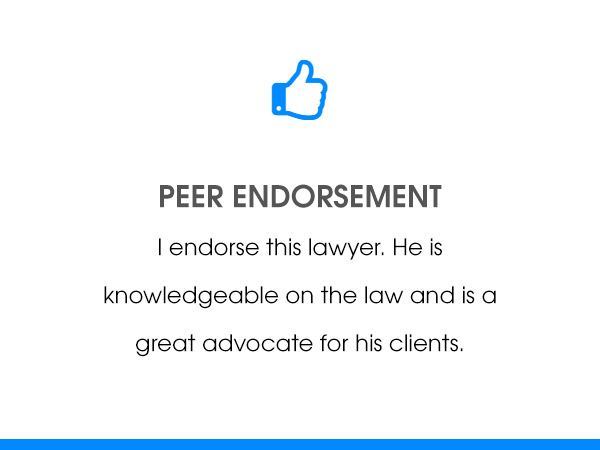 PEER ENDORSEMENT
I endorse this lawyer. He is
knowledgeable on the law and is a
great advocate for his clients.